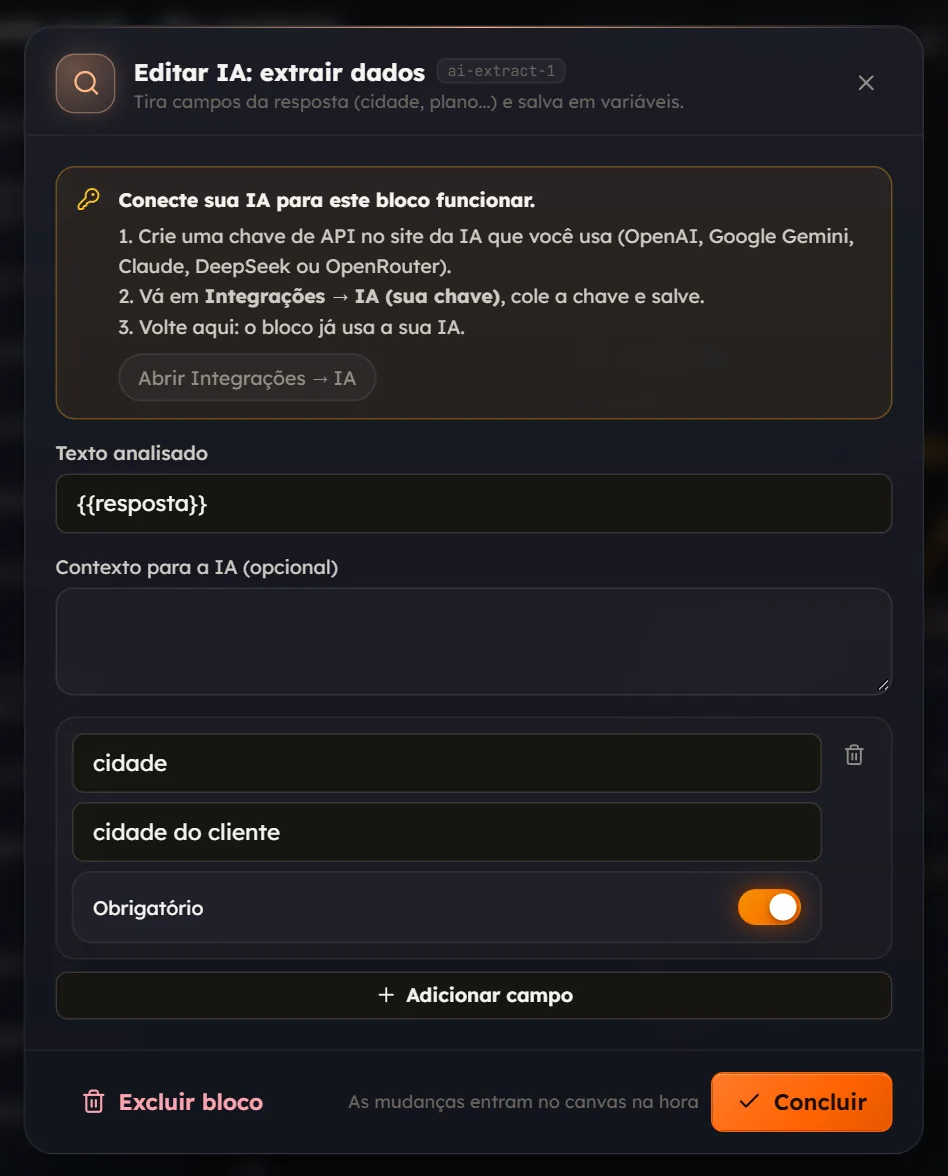 Editar IA: extrair dados ai-extract-1
Tira campos da resposta (cidade, plano...) e salva em variáveis.
Conecte sua IA para este bloco funcionar.
1. Crie uma chave de API no site da IA que você usa (OpenAI, Google Gemini,
Claude, DeepSeek ou OpenRouter).
2. Vá em Integrações → IA (sua chave), cole a chave e salve.
3. Volte aqui: o bloco já usa a sua IA.
Abrir Integrações → IA
Texto analisado
{{resposta}}
Contexto para a IA (opcional)
cidade
cidade do cliente
Obrigatório
+ Adicionar campo
Excluir bloco As mudanças entram no canvas na hora Concluir